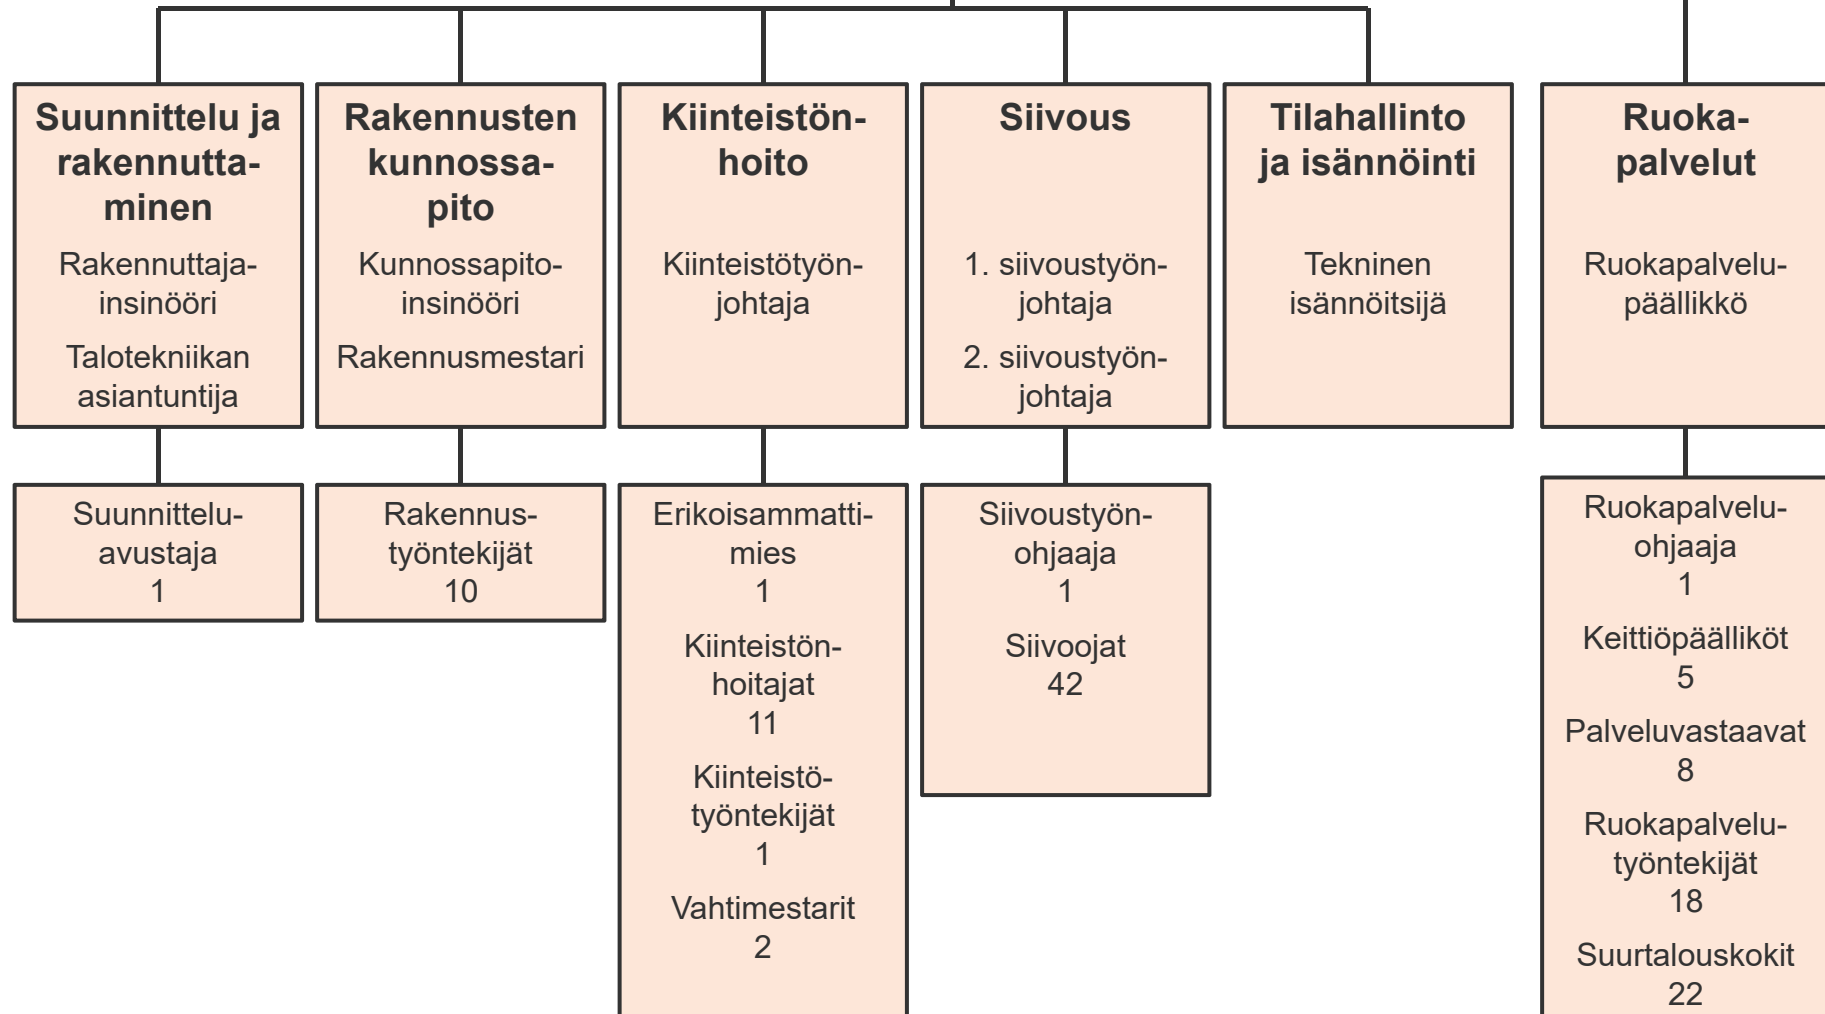 Suunnittelu ja
rakennutta-
minen
Rakennuttaja-
insinööri
Talotekniikan
asiantuntija
Rakennusten
kunnossa-
pito
Kunnossapito-
insinööri
Rakennusmestari
Kiinteistön-
hoito
Kiinteistötyön-
johtaja
Siivous
1. siivoustyön-
johtaja
2. siivoustyön-
johtaja
Tilahallinto
ja isännöinti
Tekninen
isännöitsijä
Ruoka-
palvelut
Ruokapalvelu-
päällikkö
Suunnittelu-
avustaja
1
Rakennus-
työntekijät
10
Erikoisammatti-
mies
1
Kiinteistön-
hoitajat
11
Kiinteistö-
työntekijät
1
Vahtimestarit
2
Siivoustyön-
ohjaaja
1
Siivoojat
42
Ruokapalvelu-
ohjaaja
1
Keittiöpäälliköt
5
Palveluvastaavat
8
Ruokapalvelu-
työntekijät
18
Suurtalouskokit
22